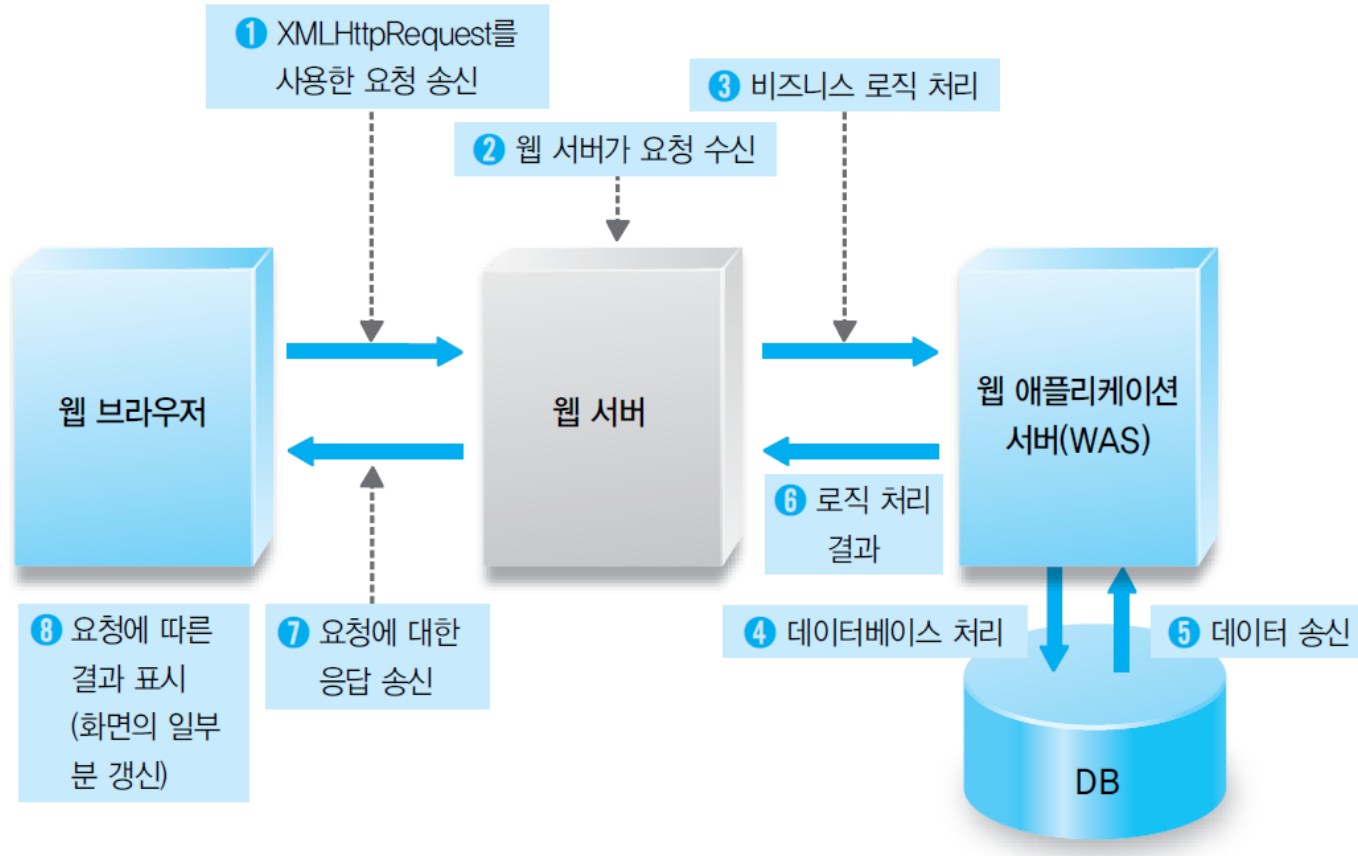 ❶ XMLHttpRequest를
사용한 요청 송신
❸ 비즈니스 로직 처리
❷ 웹 서버가 요청 수신
웹 브라우저
웹 서버
웹 애플리케이션
서버(WAS)
❻ 로직 처리
결과
❽ 요청에 따른
결과 표시
(화면의 일부
분 갱신)
❼ 요청에 대한
응답 송신
❹ 데이터베이스 처리
❺ 데이터 송신
DB